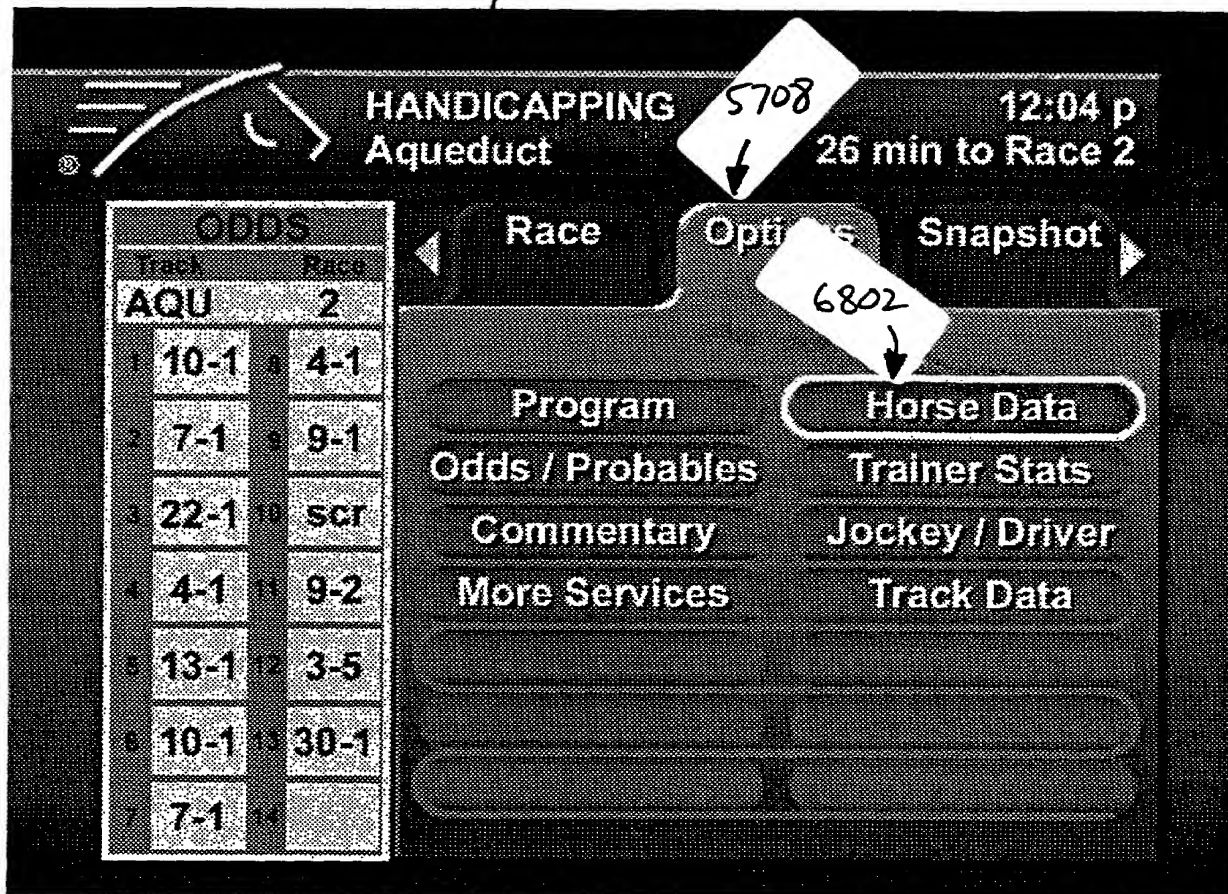 HANDICAPPING
Aqueduct
5708
12:04 p
26 min to Race 2
®
ODDS
Track Race
AQU 2
1 10-1 8 4-1
2 7-1 9 9-1
3 22-1 10 scr
4 4-1 11 9-2
5 13-1 12 3-5
6 10-1 13 30-1
7 7-1 14
Race Options Snapshot
6802
Program Horse Data
Odds / Probables Trainer Stats
Commentary Jockey / Driver
More Services Track Data